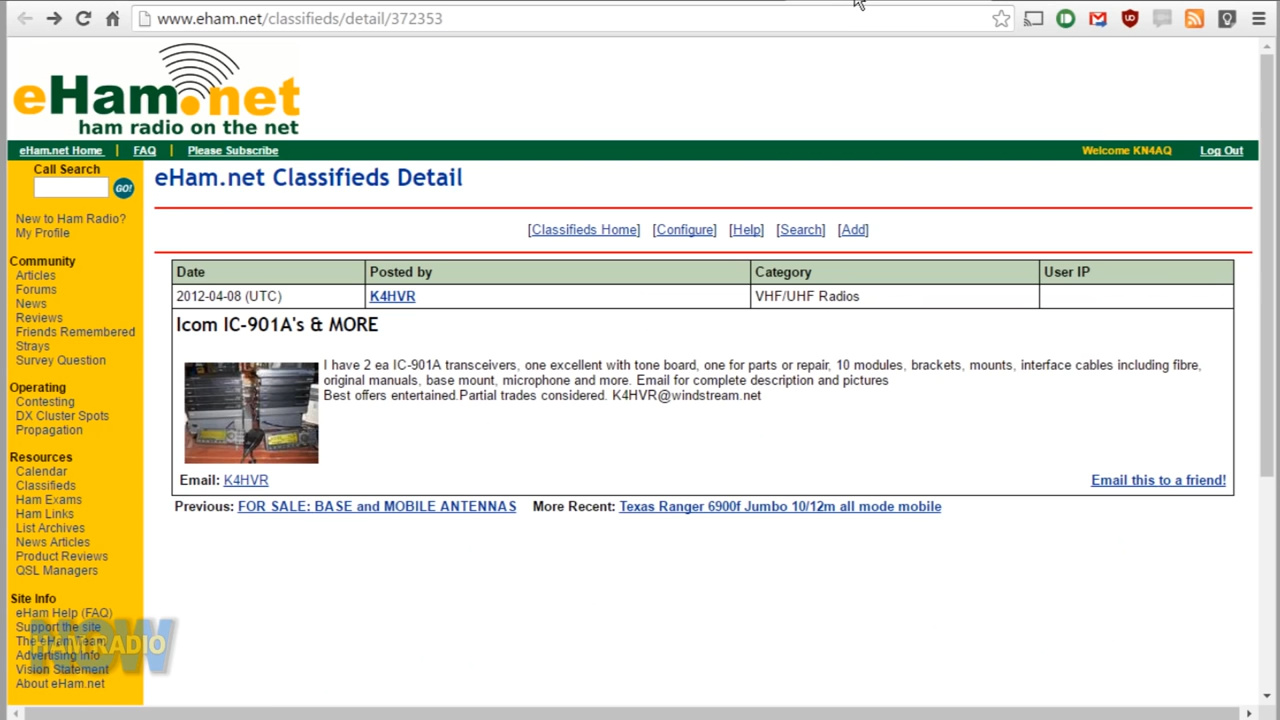 www.eham.net/classifieds/detail/372353
eHam.net
ham radio on the net
eHam.net Home | FAQ | Please Subscribe Welcome KN4AQ Log Out
Call Search
GO!
New to Ham Radio?
My Profile
Community
Articles
Forums
News
Reviews
Friends Remembered
Strays
Survey Question
Operating
Contesting
DX Cluster Spots
Propagation
Resources
Calendar
Classifieds
Ham Exams
Ham Links
List Archives
News Articles
Product Reviews
QSL Managers
Site Info
eHam Help (FAQ)
Support the site
The eHam Team
Advertising Info
Vision Statement
About eHam.net
NOW
HAM RADIO
eHam.net Classifieds Detail
[Classifieds Home] [Configure] [Help] [Search] [Add]
Date Posted by Category User IP
2012-04-08 (UTC) K4HVR VHF/UHF Radios
Icom IC-901A's & MORE
I have 2 ea IC-901A transceivers, one excellent with tone board, one for parts or repair, 10 modules, brackets, mounts, interface cables including fibre,
original manuals, base mount, microphone and more. Email for complete description and pictures
Best offers entertained.Partial trades considered. K4HVR@windstream.net
Email: K4HVR Email this to a friend!
Previous: FOR SALE: BASE and MOBILE ANTENNAS More Recent: Texas Ranger 6900f Jumbo 10/12m all mode mobile